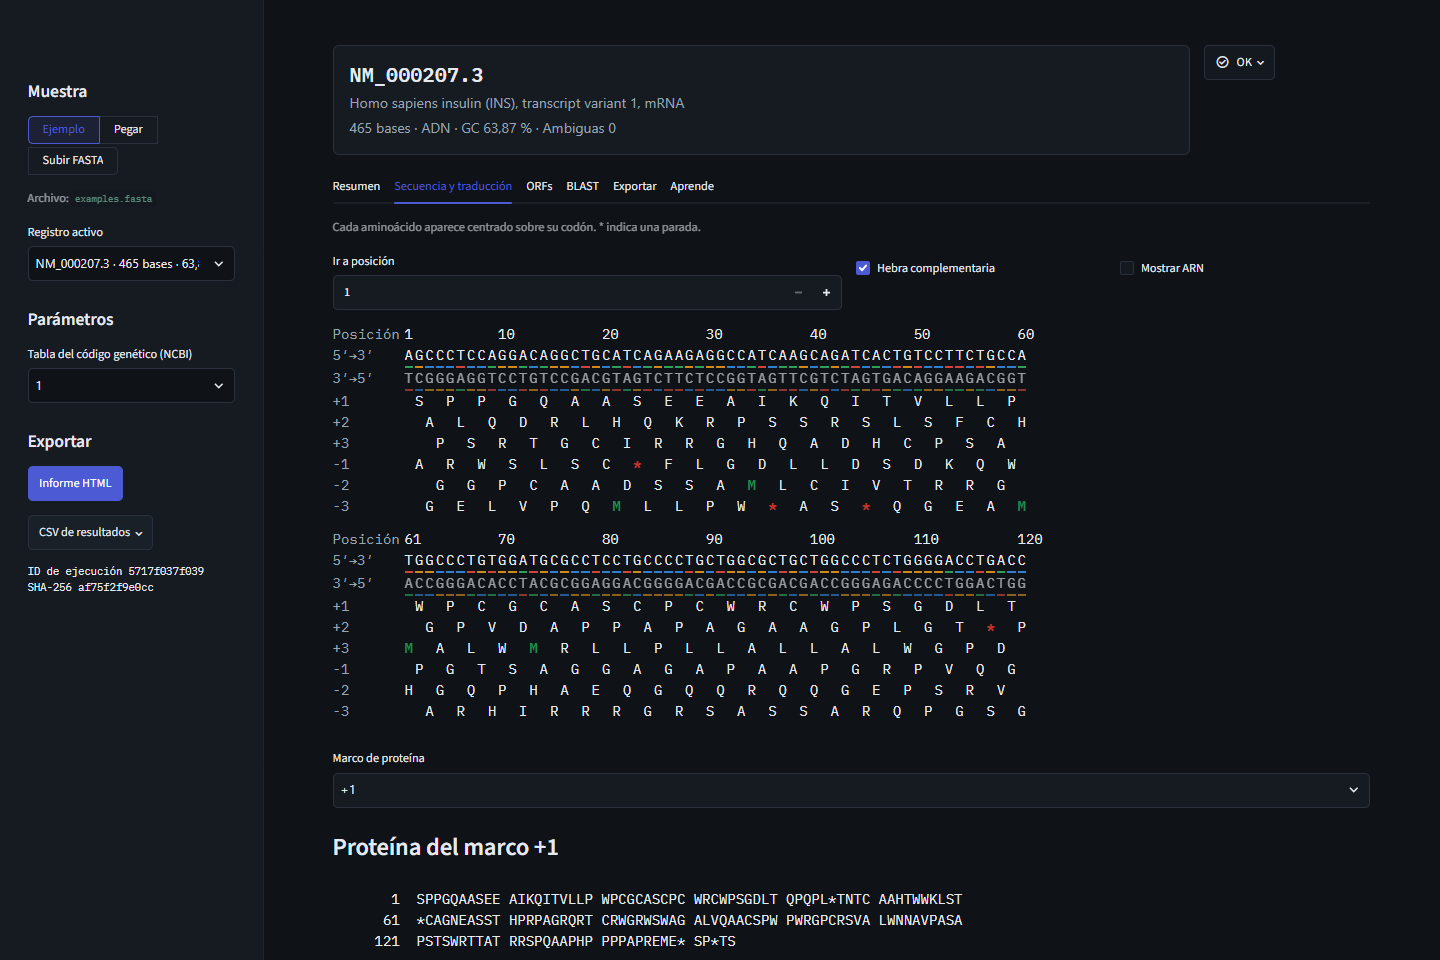 Muestra
Ejemplo
Pegar
Subir FASTA
Archivo: examples.fasta
Registro activo
NM_000207.3 · 465 bases · 63,8
Parámetros
Tabla del código genético (NCBI)
1
Exportar
Informe HTML
CSV de resultados
ID de ejecución 5717f037f039
SHA-256 af75f2f9e0cc
NM_000207.3
Homo sapiens insulin (INS), transcript variant 1, mRNA
465 bases · ADN · GC 63,87 % · Ambiguas 0
OK
Resumen Secuencia y traducción ORFs BLAST Exportar Aprende
Cada aminoácido aparece centrado sobre su codón. * indica una parada.
Ir a posición
1
Hebra complementaria
Mostrar ARN
Posición 1 10 20 30 40 50 60
5′→3′ AGCCCTCCAGGACAGGCTGCATCAGAAGAGGCCATCAAGCAGATCACTGTCCTTCTGCCA
3′→5′ TCGGGAGGTCCTGTCCGACGTAGTCTTCTCCGGTAGTTCGTCTAGTGACAGGAAGACGGT
+1 S P P G Q A A S E E A I K Q I T V L L P
+2 A L Q D R L H Q K R P S S R S L S F C H
+3 P S R T G C I R R G H Q A D H C P S A
-1 A R W S L S C * F L G D L L D S D K Q W
-2 G G P C A A D S S A M L C I V T R R G
-3 G E L V P Q M L L P W * A S * Q G E A M
Posición 61 70 80 90 100 110 120
5′→3′ TGGCCCTGTGGATGCGCCTCCTGCCCCTGCTGGCGCTGCTGGCCCTCTGGGGACCTGACC
3′→5′ ACCGGGACACCTACGCGGAGGACGGGGACGACCGCGACGACCGGGAGACCCCTGGACTGG
+1 W P C G C A S C P C W R C W P S G D L T
+2 G P V D A P P A P A G A A G P L G T * P
+3 M A L W M R L L P L L A L L A L W G P D
-1 P G T S A G G A G A P A A P G R P V Q G
-2 H G Q P H A E Q G Q Q R Q Q G E P S R V
-3 A R H I R R R G R S A S S A R Q P G S G
Marco de proteína
+1
Proteína del marco +1
1 SPPGQAASEE AIKQITVLLP WPCGCASCPC WRCWPSGDLT QPQPL*TNTC AAHTWWKLST
61 *CAGNEASST HPRPAGRQRT CRWGRWSWAG ALVQAACSPW PWRGPCRSVA LWNNAVPASA
121 PSTSWRTTAT RRSPQAAPHP PPPAPREME* SP*TS